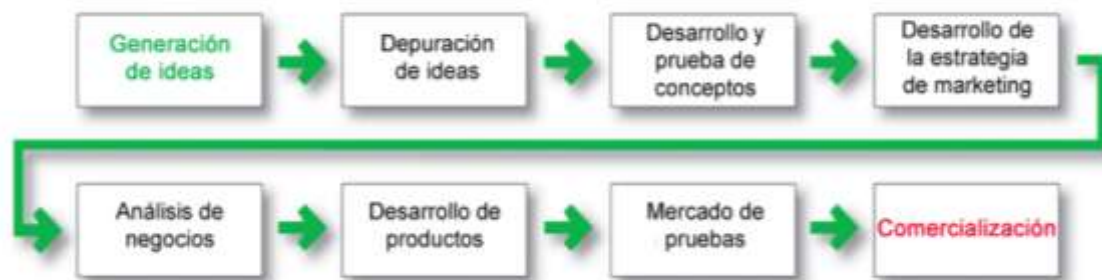 Generación
de ideas
Depuración
de ideas
Desarrollo y
prueba de
conceptos
Desarrollo de
la estrategia
de marketing
Análisis de
negocios
Desarrollo de
productos
Mercado de
pruebas
Comercialización